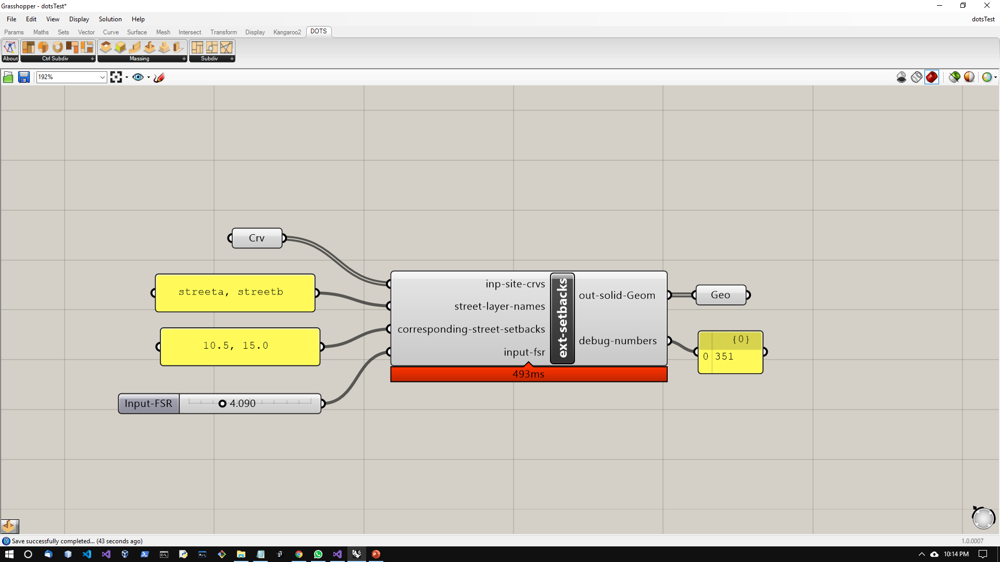 Grasshopper - dotsTest*
File Edit View Display Solution Help dotsTest
Params Maths Sets Vector Curve Surface Mesh Intersect Transform Display Kangaroo2 DOTS
About Ctrl Subdiv + Massing + Subdiv +
192%
Crv
streeta, streetb
10.5, 15.0
Input-FSR 4.090
inp-site-crvs
street-layer-names
corresponding-street-setbacks
input-fsr
ext-setbacks
out-solid-Geom
debug-numbers
493ms
Geo
{0}
0 351
Save successfully completed... (43 seconds ago) 1.0.0007
10:14 PM